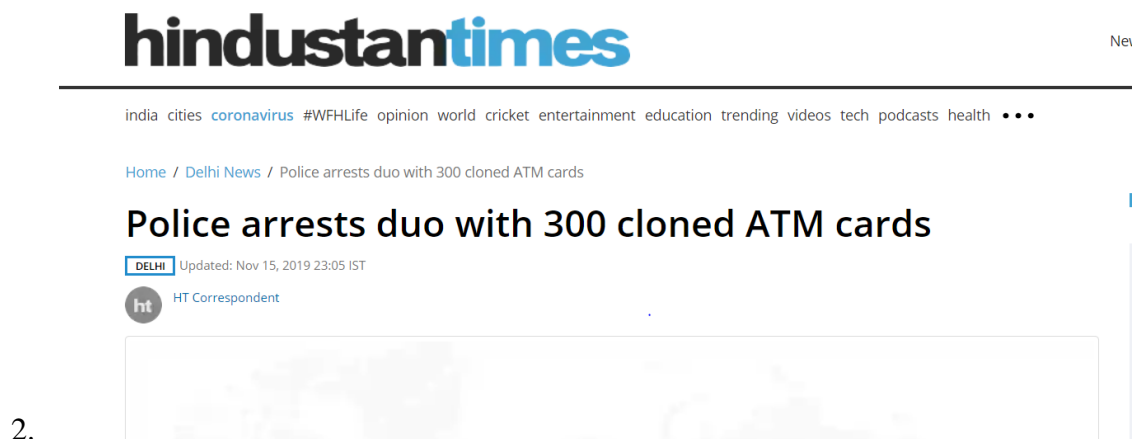 hindustantimes
india cities coronavirus #WFHLife opinion world cricket entertainment education trending videos tech podcasts health •••
Home / Delhi News / Police arrests duo with 300 cloned ATM cards
Police arrests duo with 300 cloned ATM cards
DELHI Updated: Nov 15, 2019 23:05 IST
ht HT Correspondent
2.